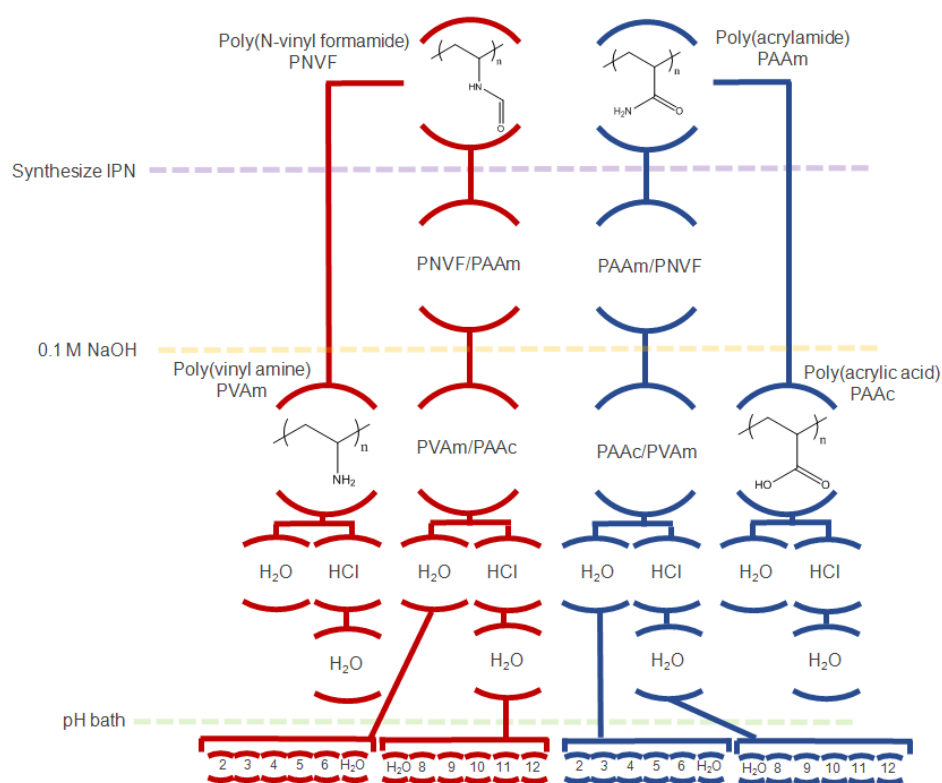 Poly(N-vinyl formamide)
PNVF
Poly(acrylamide)
PAAm
n
HN
O
n
H₂N
O
Synthesize IPN
PNVF/PAAm
PAAm/PNVF
0.1 M NaOH
Poly(vinyl amine)
PVAm
Poly(acrylic acid)
PAAc
n
NH₂
PVAm/PAAc
PAAc/PVAm
n
HO
O
H₂O HCl H₂O HCl H₂O HCl H₂O HCl
H₂O H₂O H₂O H₂O
pH bath
2 3 4 5 6 H₂O H₂O 8 9 10 11 12 2 3 4 5 6 H₂O H₂O 8 9 10 11 12